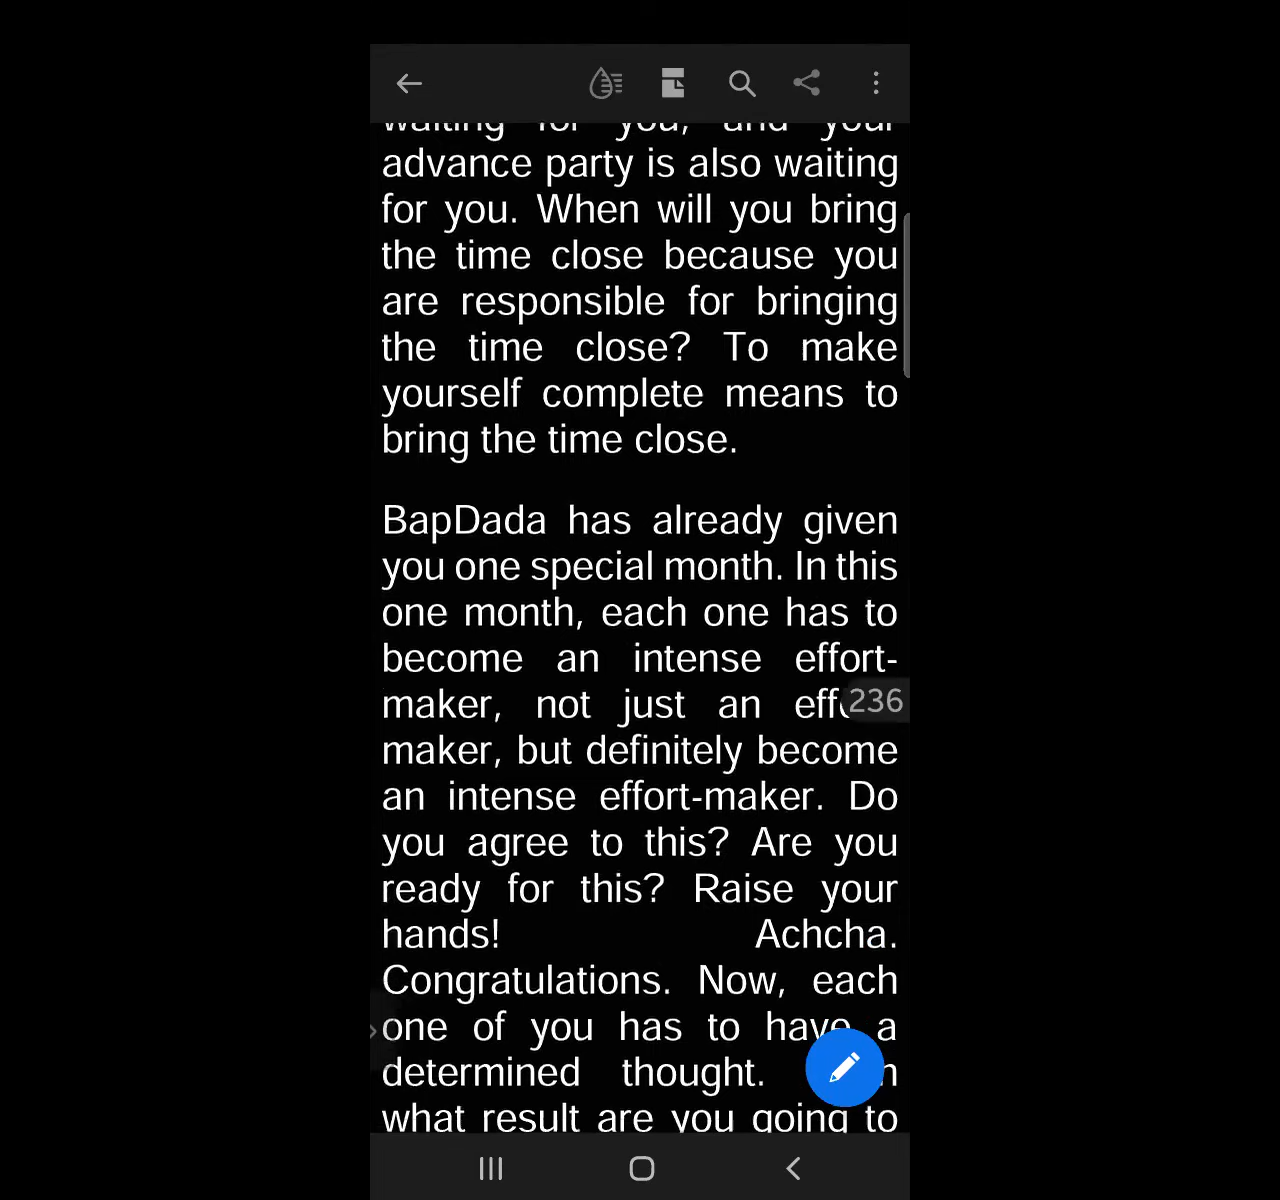 waiting for you, and your
advance party is also waiting
for you. When will you bring
the time close because you
are responsible for bringing
the time close? To make
yourself complete means to
bring the time close.
BapDada has already given
you one special month. In this
one month, each one has to
become an intense effort-
maker, not just an
236
maker, but definitely become
an intense effort-maker. Do
you agree to this? Are you
ready for this? Raise your
hands! Achcha.
Congratulations. Now, each
one of you has to have a
determined thought.
what result are you going to